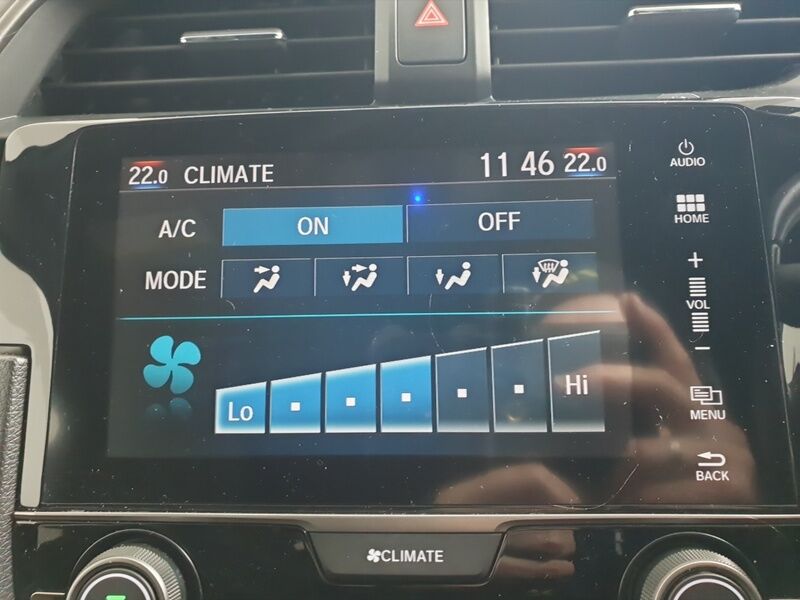 22.0 CLIMATE 11 46 22.0
AUDIO
A/C ON OFF
HOME
MODE
+
VOL
−
Lo Hi
MENU
BACK
CLIMATE